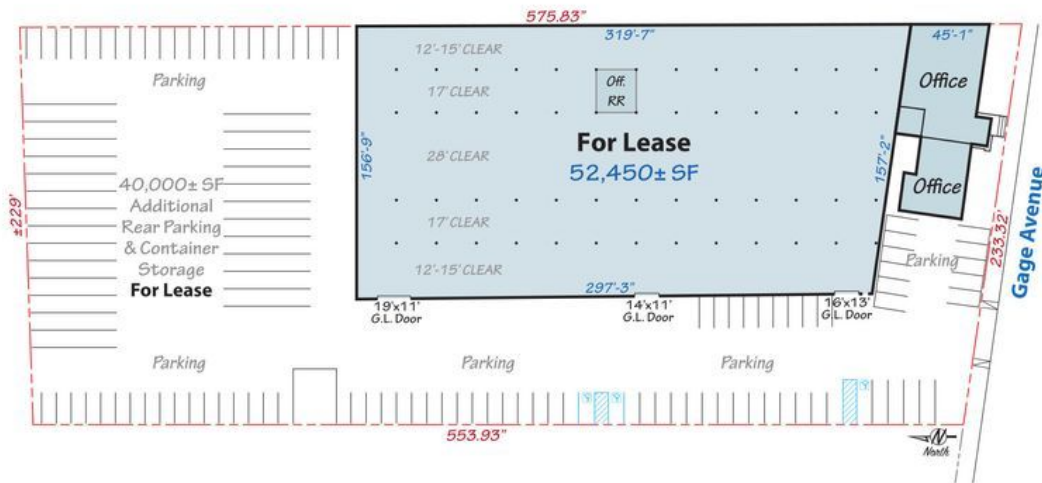 575.83"
319'-7"
45'-1"
12'-15' CLEAR
Parking
Off.
RR
Office
17' CLEAR
For Lease
52,450± SF
156'-9"
28' CLEAR
157'-2"
40,000± SF
Additional
Rear Parking
& Container
Storage
For Lease
±229'
Office
17' CLEAR
233.32'
Gage Avenue
Parking
12'-15' CLEAR
297'-3"
19'x11'
G.L. Door
14'x11'
G.L. Door
16'x13'
G.L. Door
Parking
Parking
Parking
553.93"
N
North